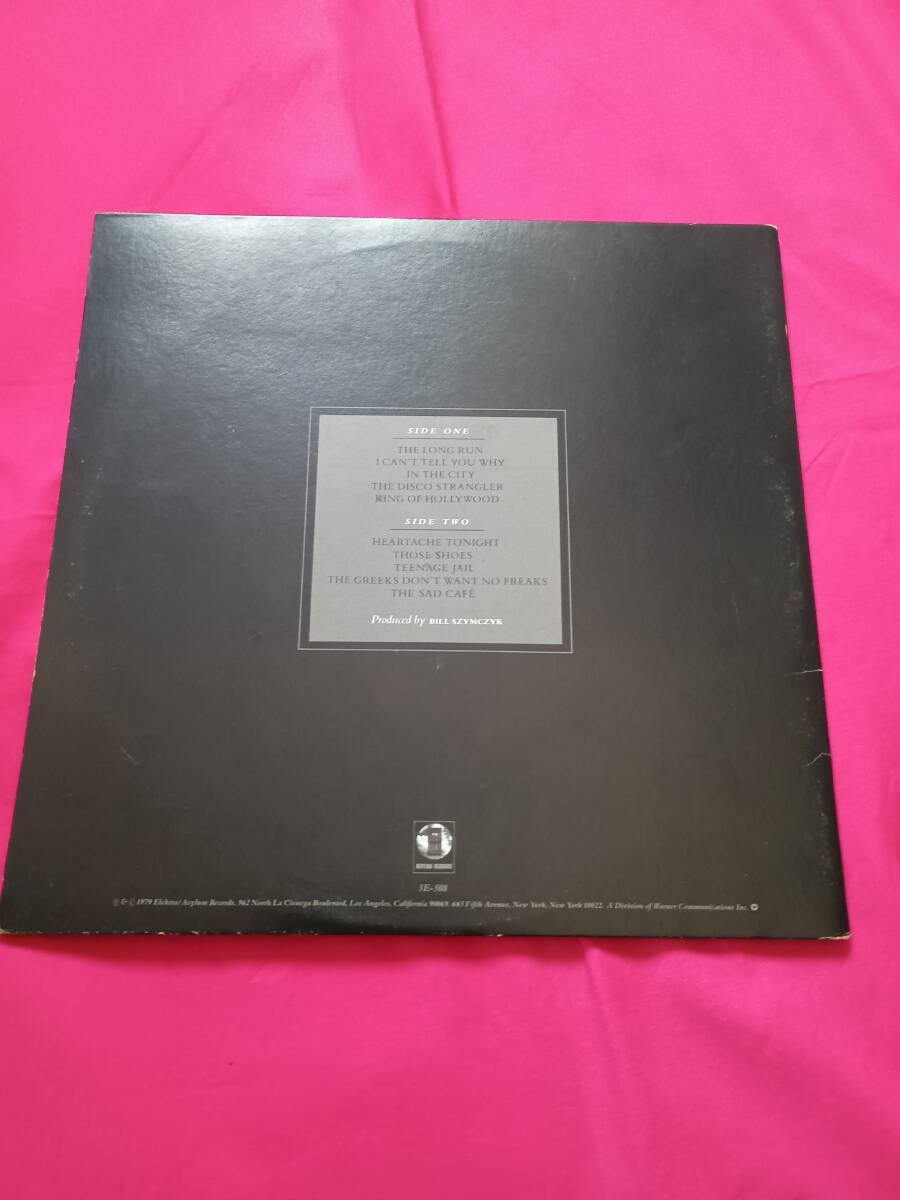 SIDE ONE
THE LONG RUN
I CAN'T TELL YOU WHY
IN THE CITY
THE DISCO STRANGLER
KING OF HOLLYWOOD
SIDE TWO
HEARTACHE TONIGHT
THOSE SHOES
TEENAGE JAIL
THE GREEKS DON'T WANT NO FREAKS
THE SAD CAFÉ
Produced by BILL SZYMCZYK
ASYLUM RECORDS
5E-508
℗ & © 1979 Elektra/Asylum Records, 962 North La Cienega Boulevard, Los Angeles, California 90069. 665 Fifth Avenue, New York, New York 10022. A Division of Warner Communications Inc.